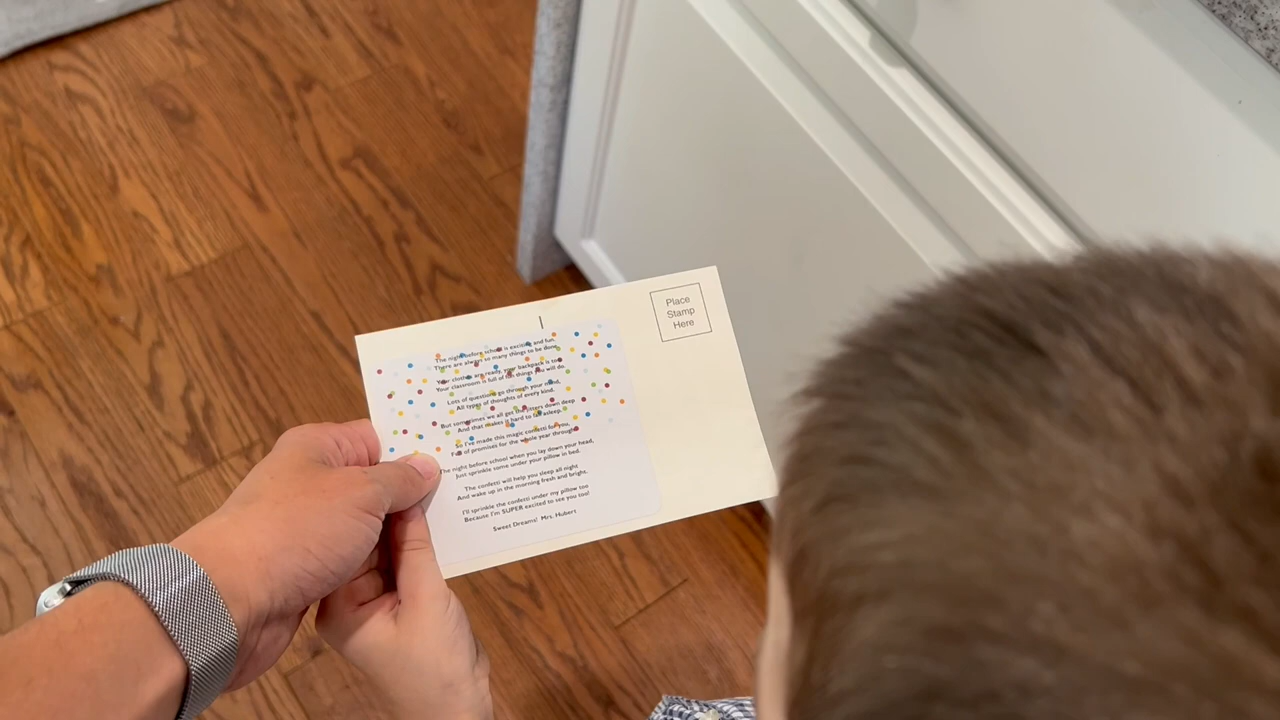 Place
Stamp
Here
The night before school is exciting and fun,
There are always so many things to be done.
Your clothes are ready, your backpack is too
Your classroom is full of fun things you will do.
Lots of questions go through your mind,
All types of thoughts of every kind.
But sometimes we all get the jitters down deep
And that makes it hard to fall asleep.
So I've made this magic confetti for you,
Full of promises for the whole year through!
The night before school when you lay down your head,
Just sprinkle some under your pillow in bed.
The confetti will help you sleep all night
And wake up in the morning fresh and bright.
I'll sprinkle the confetti under my pillow too
Because I'm SUPER excited to see you too!
Sweet Dreams! Mrs. Hubert